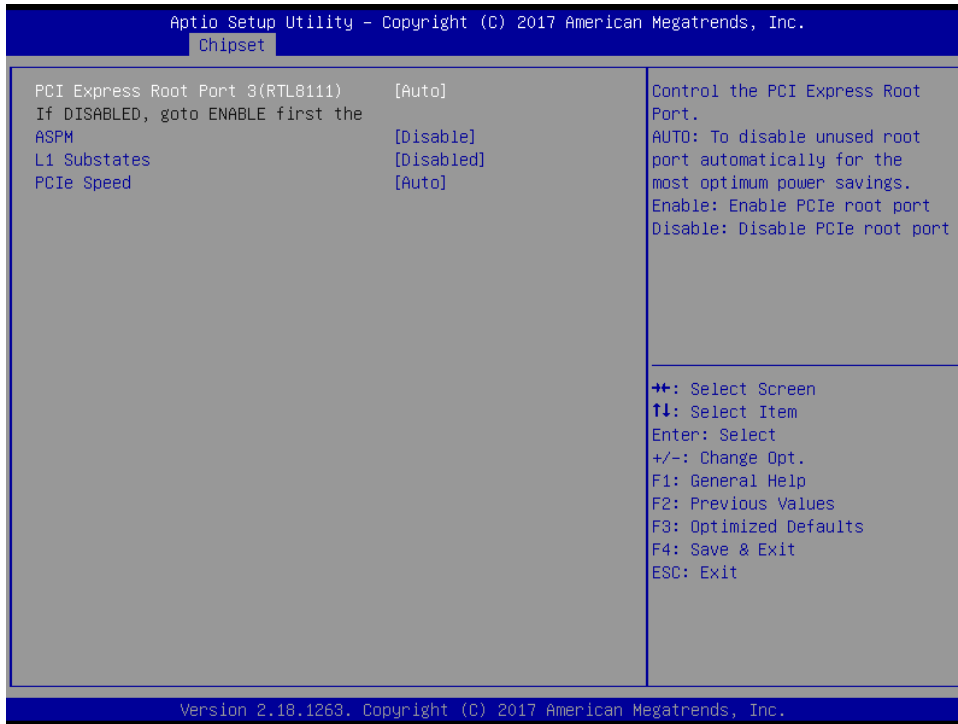 Aptio Setup Utility – Copyright (C) 2017 American Megatrends, Inc.
Chipset
PCI Express Root Port 3(RTL8111) [Auto]
If DISABLED, goto ENABLE first the
ASPM [Disable]
L1 Substates [Disabled]
PCIe Speed [Auto]
Control the PCI Express Root
Port.
AUTO: To disable unused root
port automatically for the
most optimum power savings.
Enable: Enable PCIe root port
Disable: Disable PCIe root port
→←: Select Screen
↑↓: Select Item
Enter: Select
+/-: Change Opt.
F1: General Help
F2: Previous Values
F3: Optimized Defaults
F4: Save & Exit
ESC: Exit
Version 2.18.1263. Copyright (C) 2017 American Megatrends, Inc.